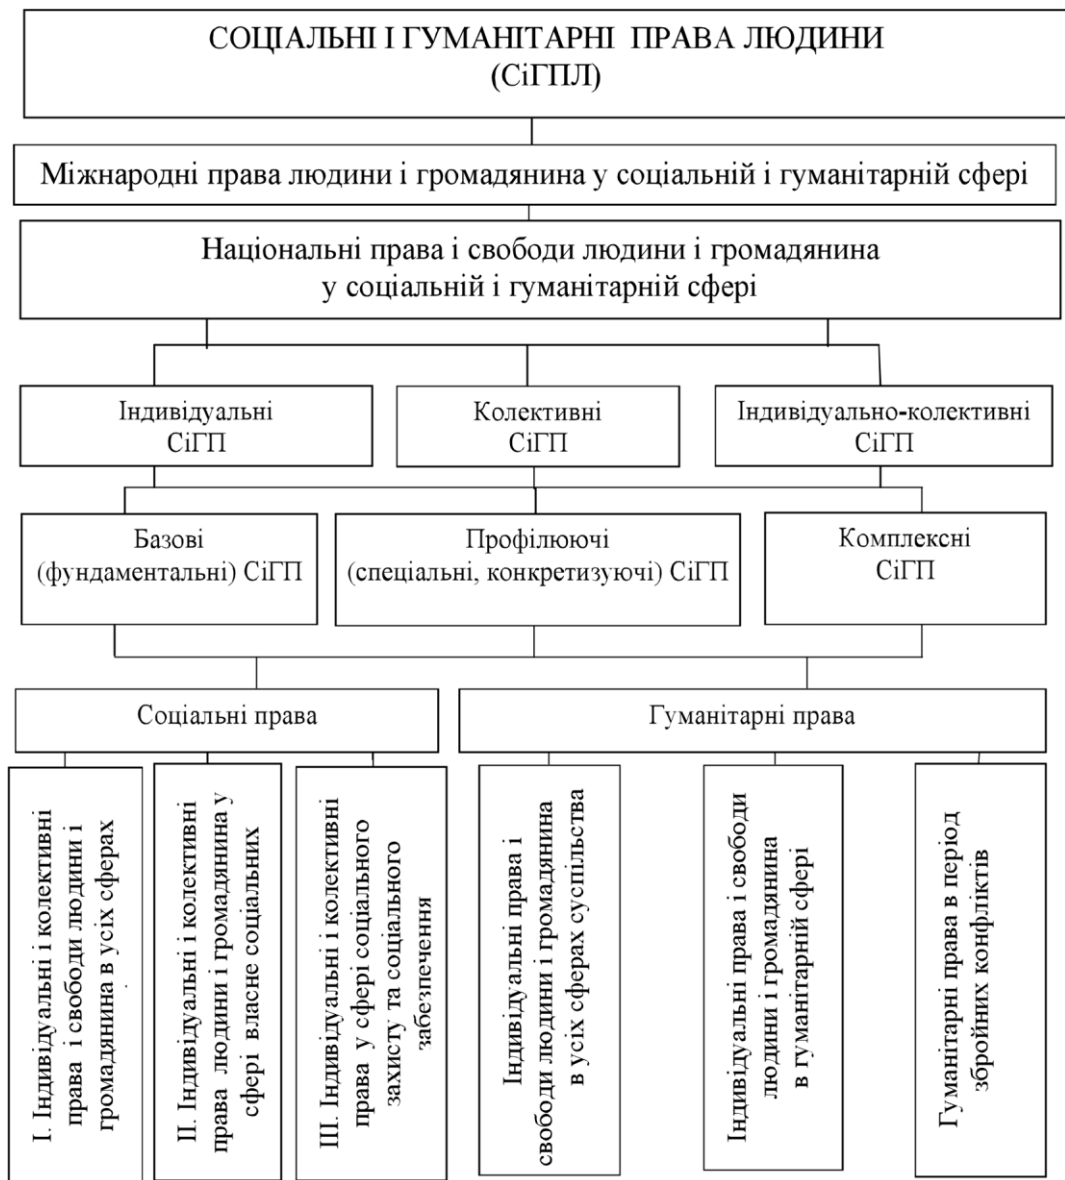 СОЦІАЛЬНІ І ГУМАНІТАРНІ ПРАВА ЛЮДИНИ
(СіГПЛ)
Міжнародні права людини і громадянина у соціальній і гуманітарній сфері
Національні права і свободи людини і громадянина
у соціальній і гуманітарній сфері
Індивідуальні
СіГП
Колективні
СіГП
Індивідуально-колективні
СіГП
Базові
(фундаментальні) СіГП
Профілюючі
(спеціальні, конкретизуючі) СіГП
Комплексні
СіГП
Соціальні права
Гуманітарні права
I. Індивідуальні і колективні
права і свободи людини і
громадянина в усіх сферах
II. Індивідуальні і колективні
права людини і громадянина у
сфері власне соціальних
III. Індивідуальні і колективні
права у сфері соціального
захисту та соціального
забезпечення
Індивідуальні права і
свободи людини і громадянина
в усіх сферах суспільства
Індивідуальні права і свободи
людини і громадянина
в гуманітарній сфері
Гуманітарні права в період
збройних конфліктів